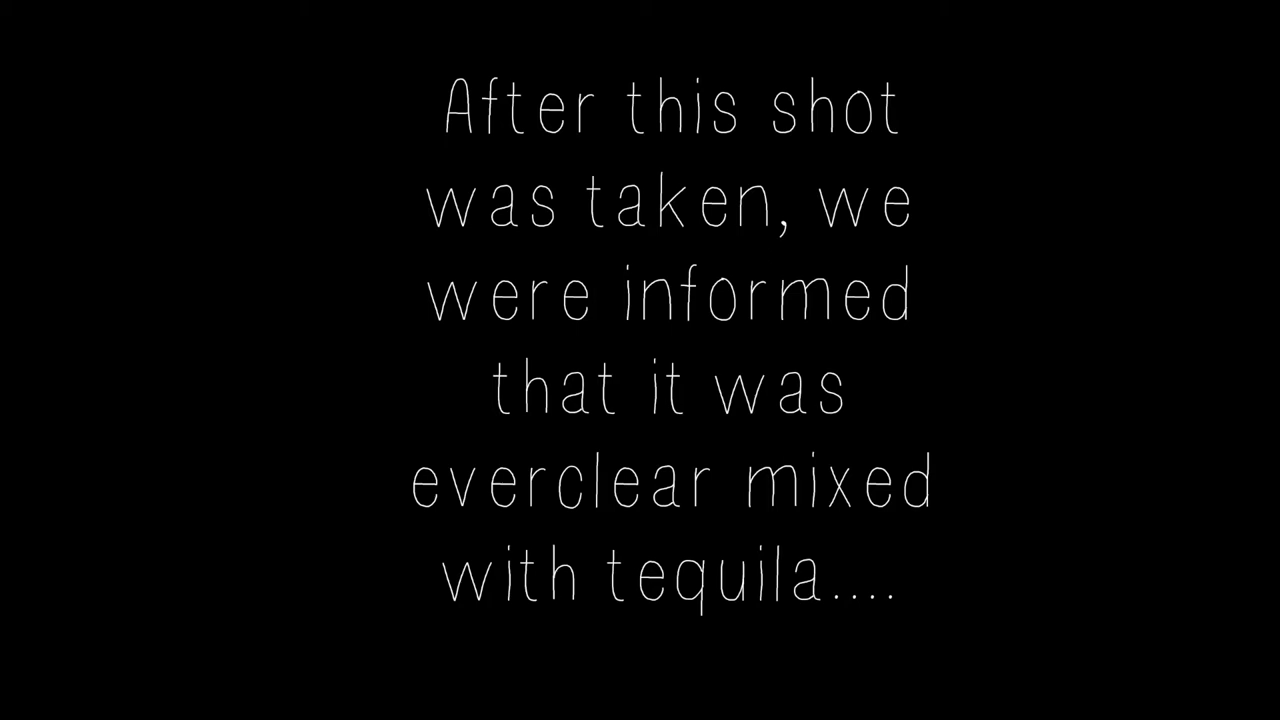 After this shot
was taken, we
were informed
that it was
everclear mixed
with tequila....